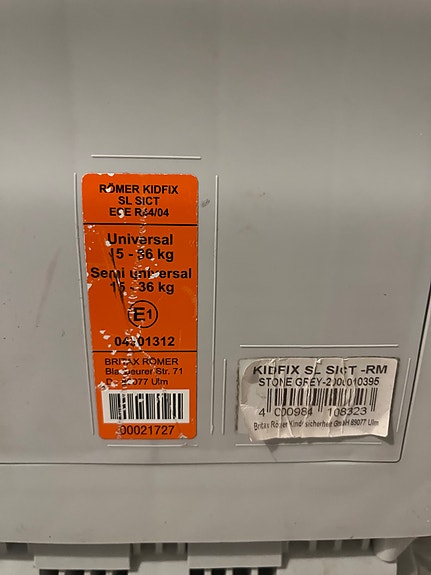 RÖMER KIDFIX
SL SICT
ECE R44/04
Universal
15 - 36 kg
Semi universal
15 - 36 kg
E1
04301312
BRITAX RÖMER
Blaubeurer Str. 71
D - 89077 Ulm
00021727
KIDFIX SL SICT -RM
STONE GREY-2000010395
4 000984 108323
Britax Römer Kindersicherheit GmbH 89077 Ulm